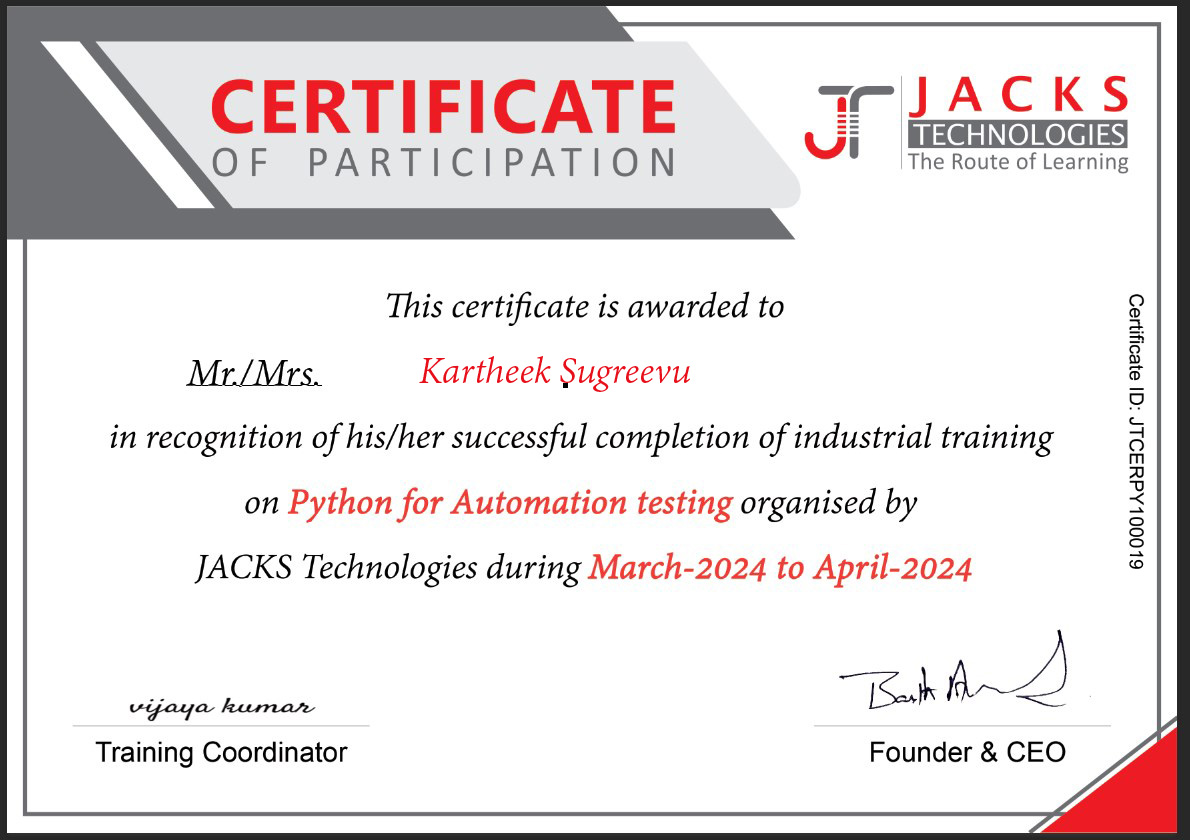 CERTIFICATE
OF PARTICIPATION
JT
JACKS
TECHNOLOGIES
The Route of Learning
This certificate is awarded to
Mr./Mrs. Kartheek Sugreevu
in recognition of his/her successful completion of industrial training
on Python for Automation testing organised by
JACKS Technologies during March-2024 to April-2024
Certificate ID: JTCERPY100019
vijaya kumar
Training Coordinator
Founder & CEO